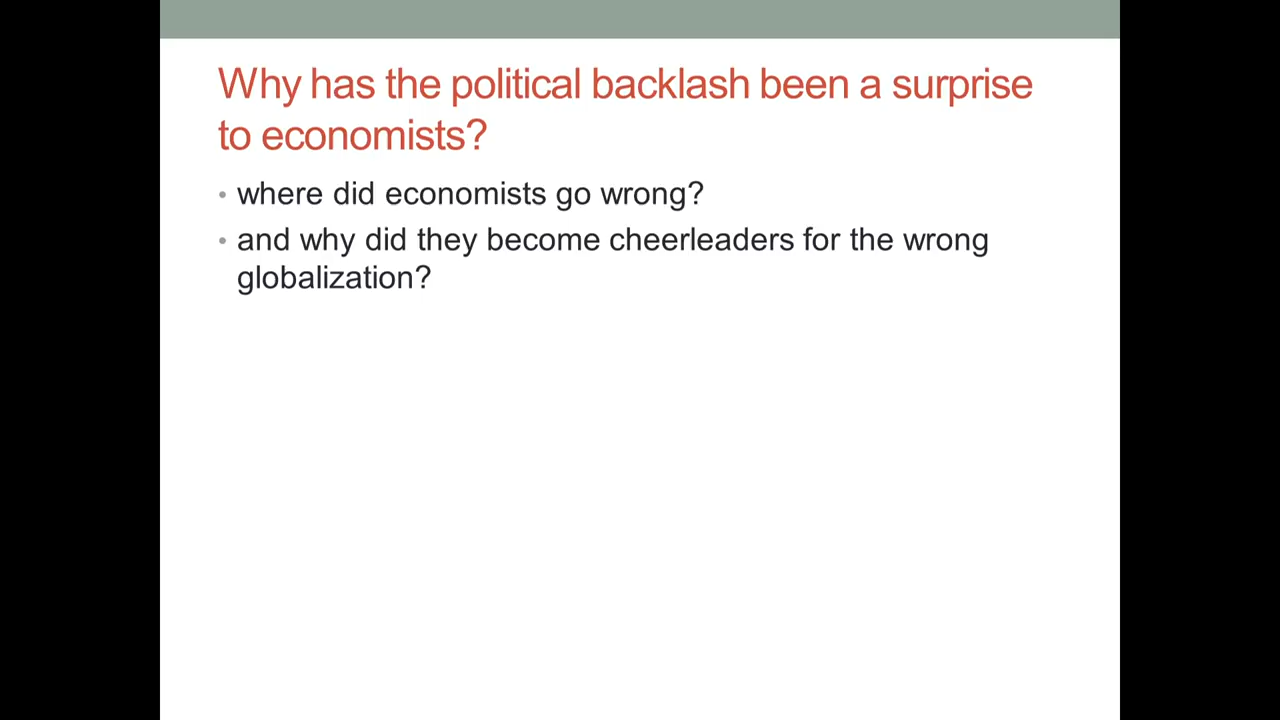 Why has the political backlash been a surprise
to economists?
• where did economists go wrong?
• and why did they become cheerleaders for the wrong
globalization?